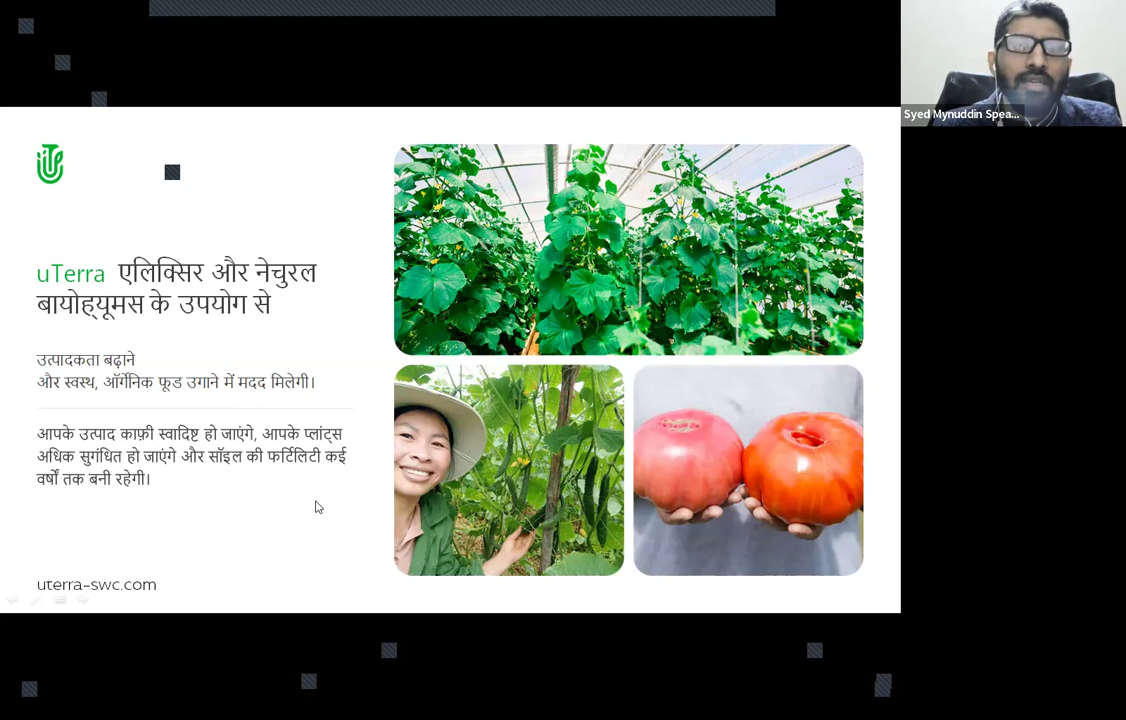 Syed Mynuddin Spea...
uTerra एलिक्सिर और नेचुरल
बायोह्यूमस के उपयोग से
उत्पादकता बढ़ाने
और स्वस्थ, ऑर्गेनिक फूड उगाने में मदद मिलेगी।
आपके उत्पाद काफ़ी स्वादिष्ट हो जाएंगे, आपके प्लांट्स
अधिक सुगंधित हो जाएंगे और सॉइल की फर्टिलिटी कई
वर्षों तक बनी रहेगी।
uterra-swc.com